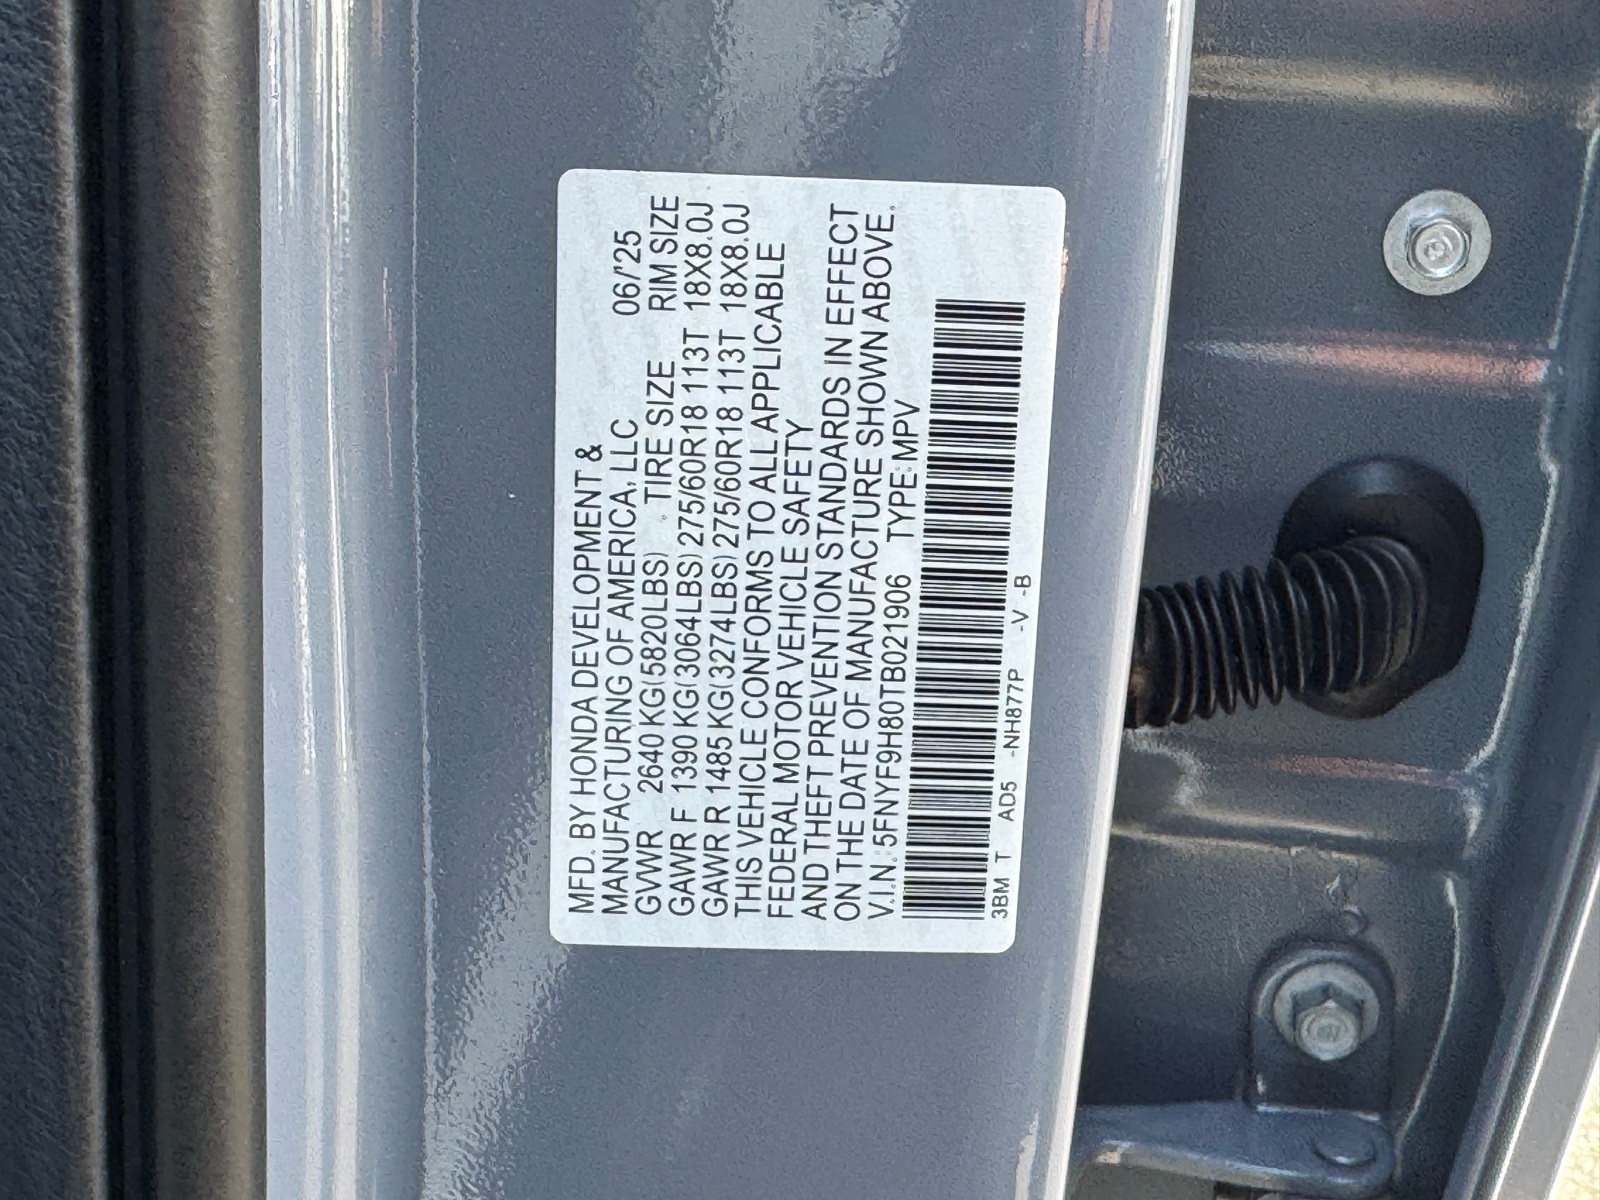 MFD. BY HONDA DEVELOPMENT &
MANUFACTURING OF AMERICA, LLC 06/'25
GVWR 2640 KG(5820LBS) TIRE SIZE RIM SIZE
GAWR F 1390 KG(3064LBS) 275/60R18 113T 18X8.0J
GAWR R 1485 KG(3274LBS) 275/60R18 113T 18X8.0J
THIS VEHICLE CONFORMS TO ALL APPLICABLE
FEDERAL MOTOR VEHICLE SAFETY
AND THEFT PREVENTION STANDARDS IN EFFECT
ON THE DATE OF MANUFACTURE SHOWN ABOVE.
V.I.N.: 5FNYF9H80TB021906 TYPE: MPV
3BM T AD5 -NH877P -V -B